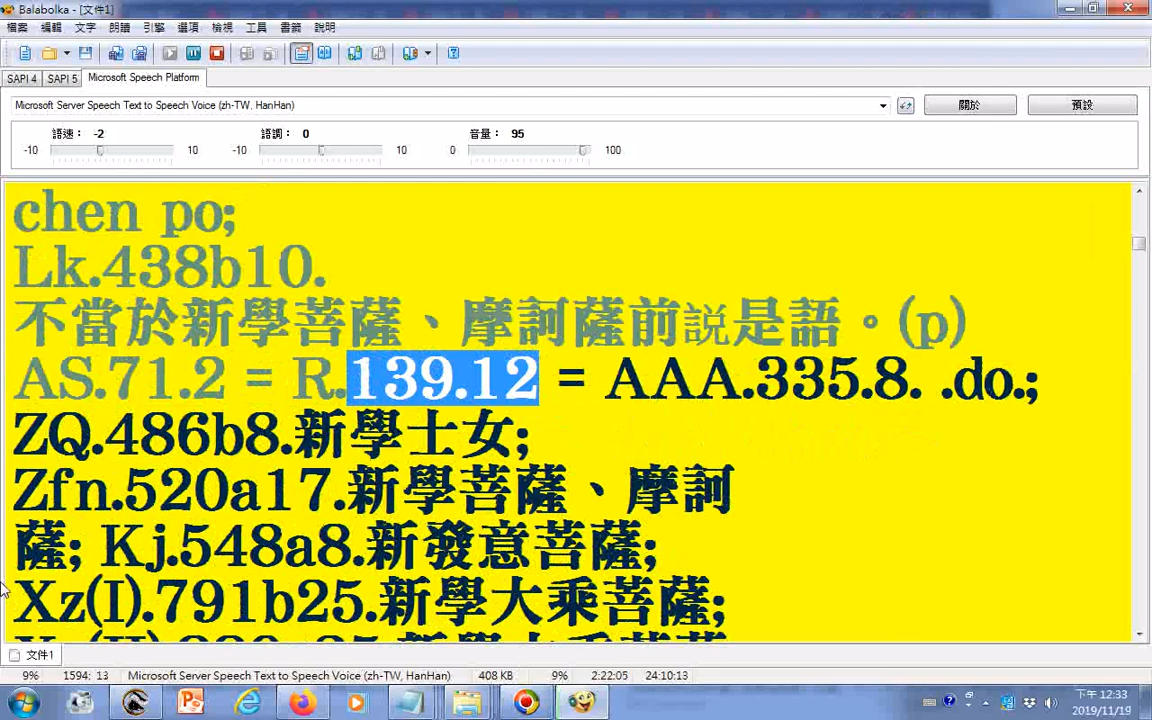 Balabolka - [文件1]
檔案 編輯 文字 朗讀 引擎 選項 檢視 工具 書籤 說明
SAPI 4 SAPI 5 Microsoft Speech Platform
Microsoft Server Speech Text to Speech Voice (zh-TW, HanHan) 關於 預設
語速： -2 語調： 0 音量： 95
-10 10 -10 10 0 100
chen po;
Lk.438b10.
不當於新學菩薩、摩訶薩前説是語。(p)
AS.71.2 = R.139.12 = AAA.335.8. .do.;
ZQ.486b8.新學士女;
Zfn.520a17.新學菩薩、摩訶
薩; Kj.548a8.新發意菩薩;
Xz(I).791b25.新學大乘菩薩;
文件1
9% 1594: 13 Microsoft Server Speech Text to Speech Voice (zh-TW, HanHan) 408 KB 9% 2:22:05 24:10:13
下午 12:33
2019/11/19